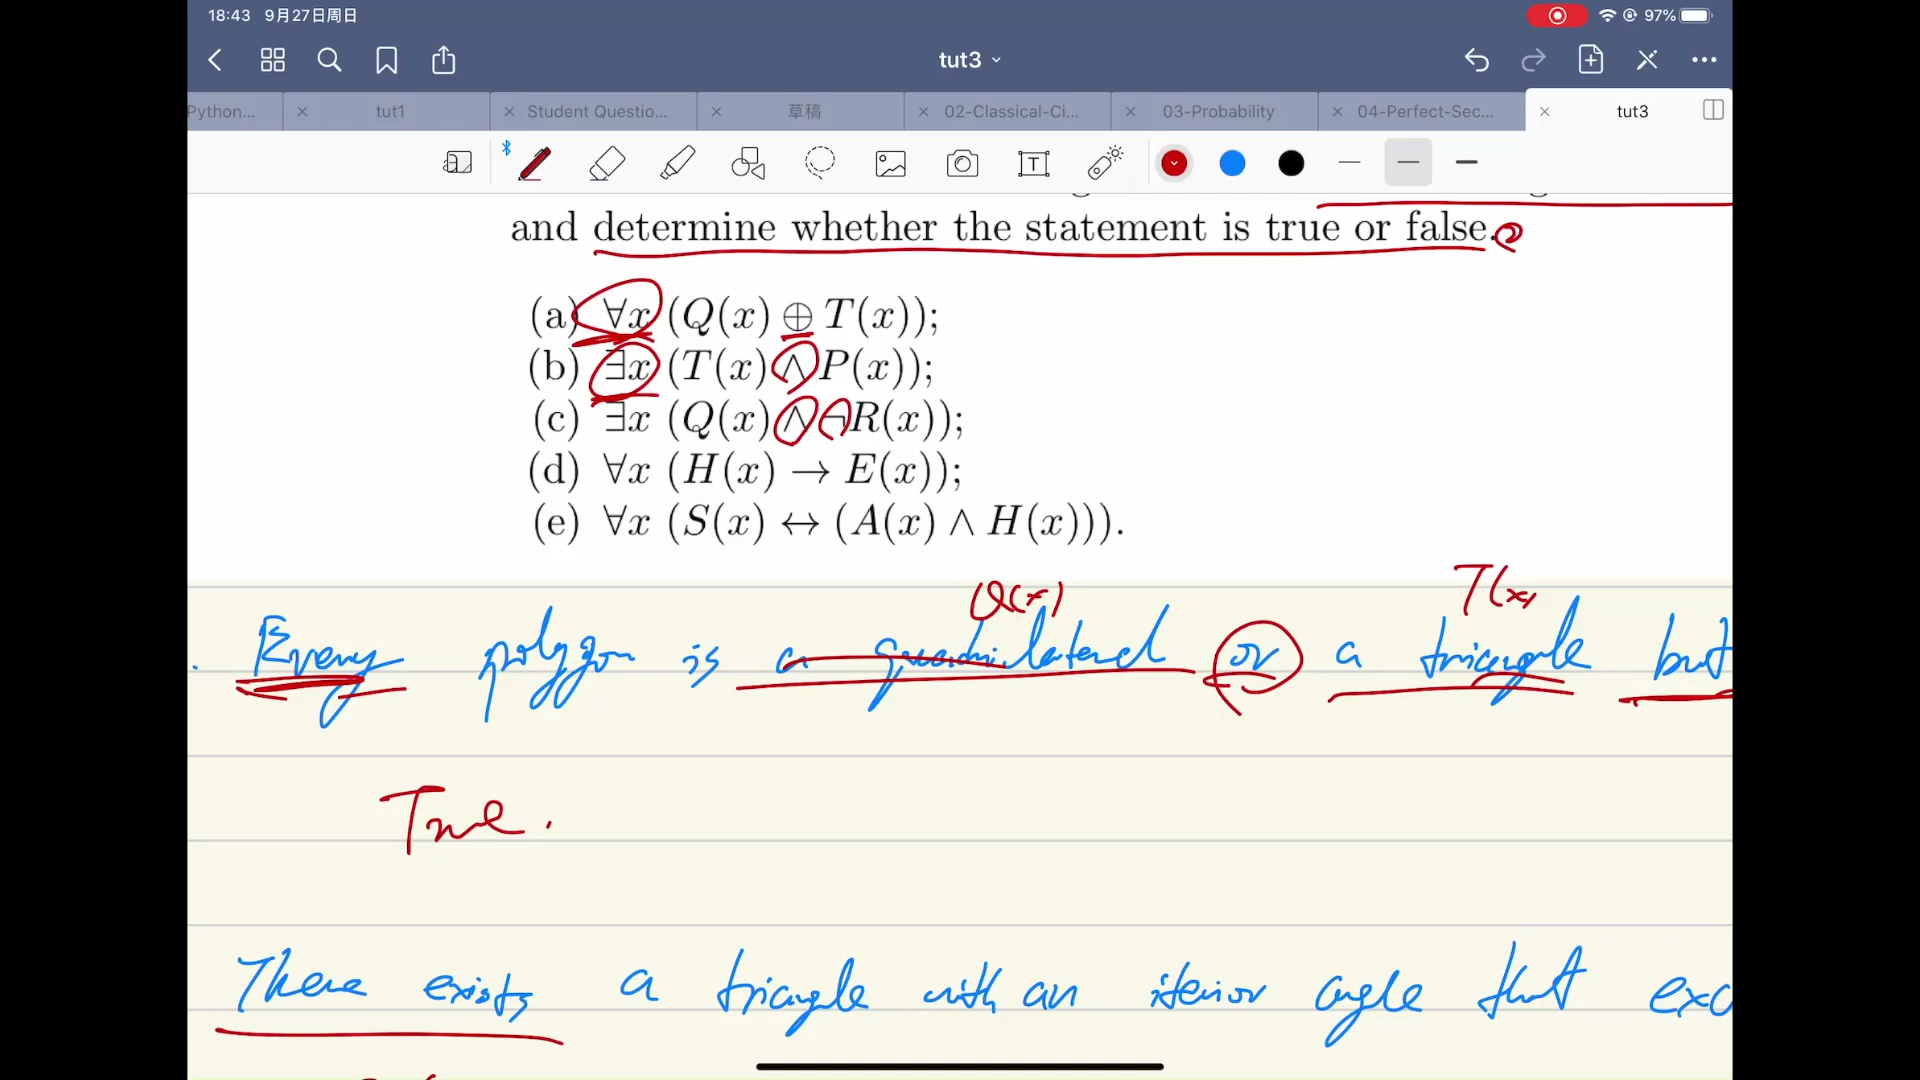 18:43 9月27日周日 97%
tut3
Python... tut1 Student Questio... 草稿 02-Classical-Ci... 03-Probability 04-Perfect-Sec... tut3
and determine whether the statement is true or false.
(a) ∀x (Q(x) ⊕ T(x));
(b) ∃x (T(x) ∧ P(x));
(c) ∃x (Q(x) ∧ ¬R(x));
(d) ∀x (H(x) → E(x));
(e) ∀x (S(x) ↔ (A(x) ∧ H(x))).
Q(x) T(x)
Every polygon is a quadrilateral or a triangle but
True.
There exists a triangle with an iterior angle that exc